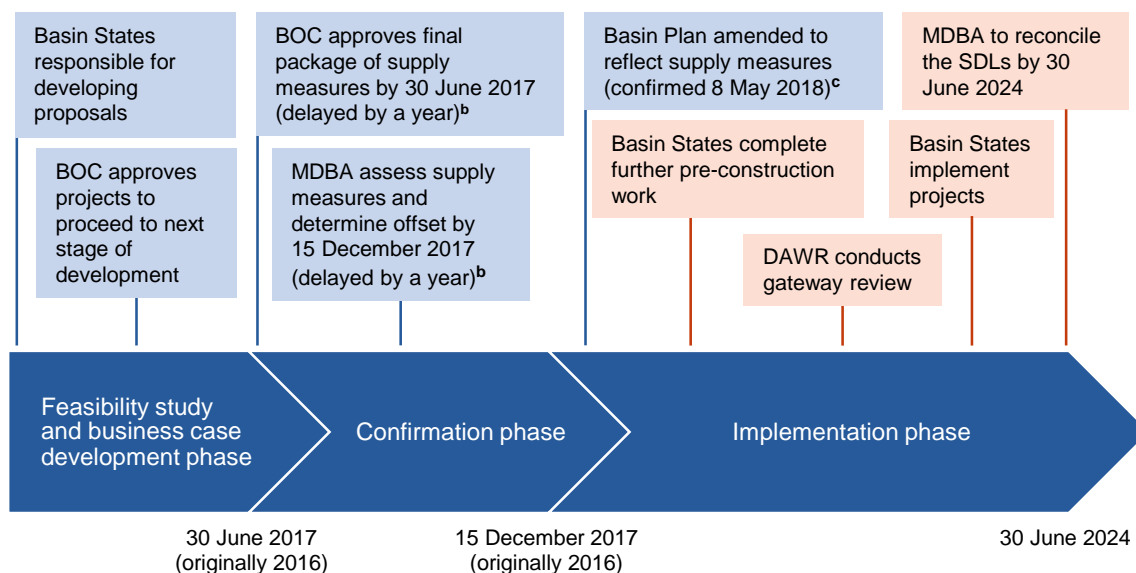 Basin States
responsible for
developing
proposals
BOC approves
projects to
proceed to next
stage of
development
BOC approves final
package of supply
measures by 30 June 2017
(delayed by a year)b
MDBA assess supply
measures and
determine offset by
15 December 2017
(delayed by a year)b
Basin Plan amended to
reflect supply measures
(confirmed 8 May 2018)c
Basin States complete
further pre-construction
work
DAWR conducts
gateway review
MDBA to reconcile
the SDLs by 30
June 2024
Basin States
implement
projects
Feasibility study
and business case
development phase
Confirmation phase
Implementation phase
30 June 2017
(originally 2016)
15 December 2017
(originally 2016)
30 June 2024